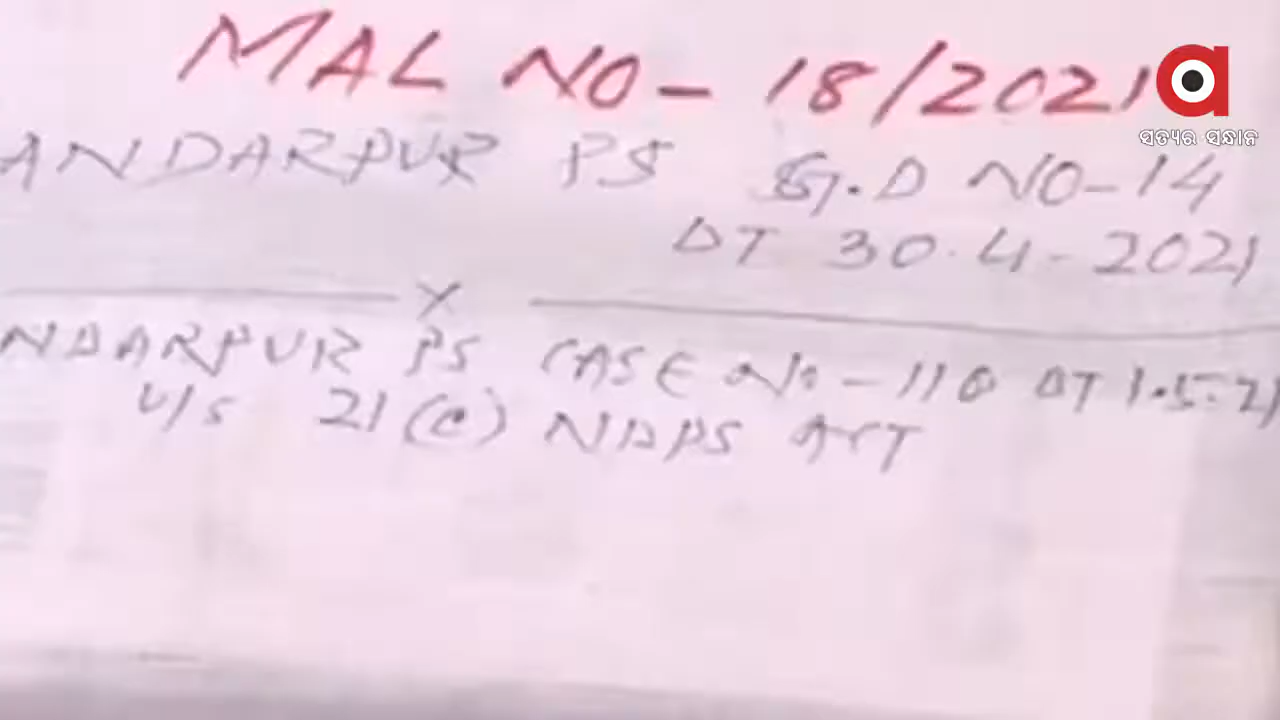 MAL NO- 18/2021
ସତ୍ୟର ସନ୍ଧାନ
ANDARPUR PS G.D NO-14
DT 30.4-2021
X
NDARPUR PS CASE No-110 DT 1.5.21
U/S 21(C) NDPS ACT